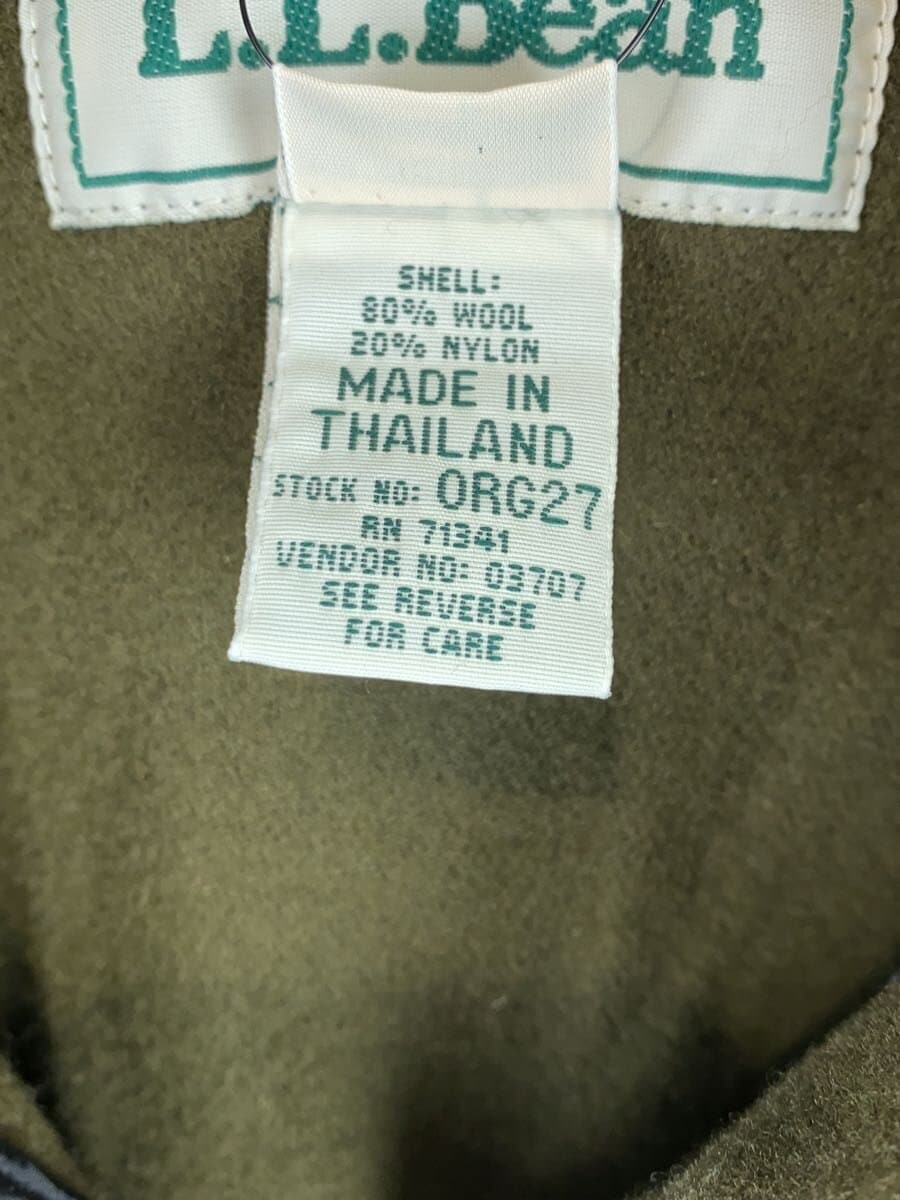 L.L.Bean
SHELL:
80% WOOL
20% NYLON
MADE IN
THAILAND
STOCK NO: 0RG27
RN 71341
VENDOR NO: 03707
SEE REVERSE
FOR CARE